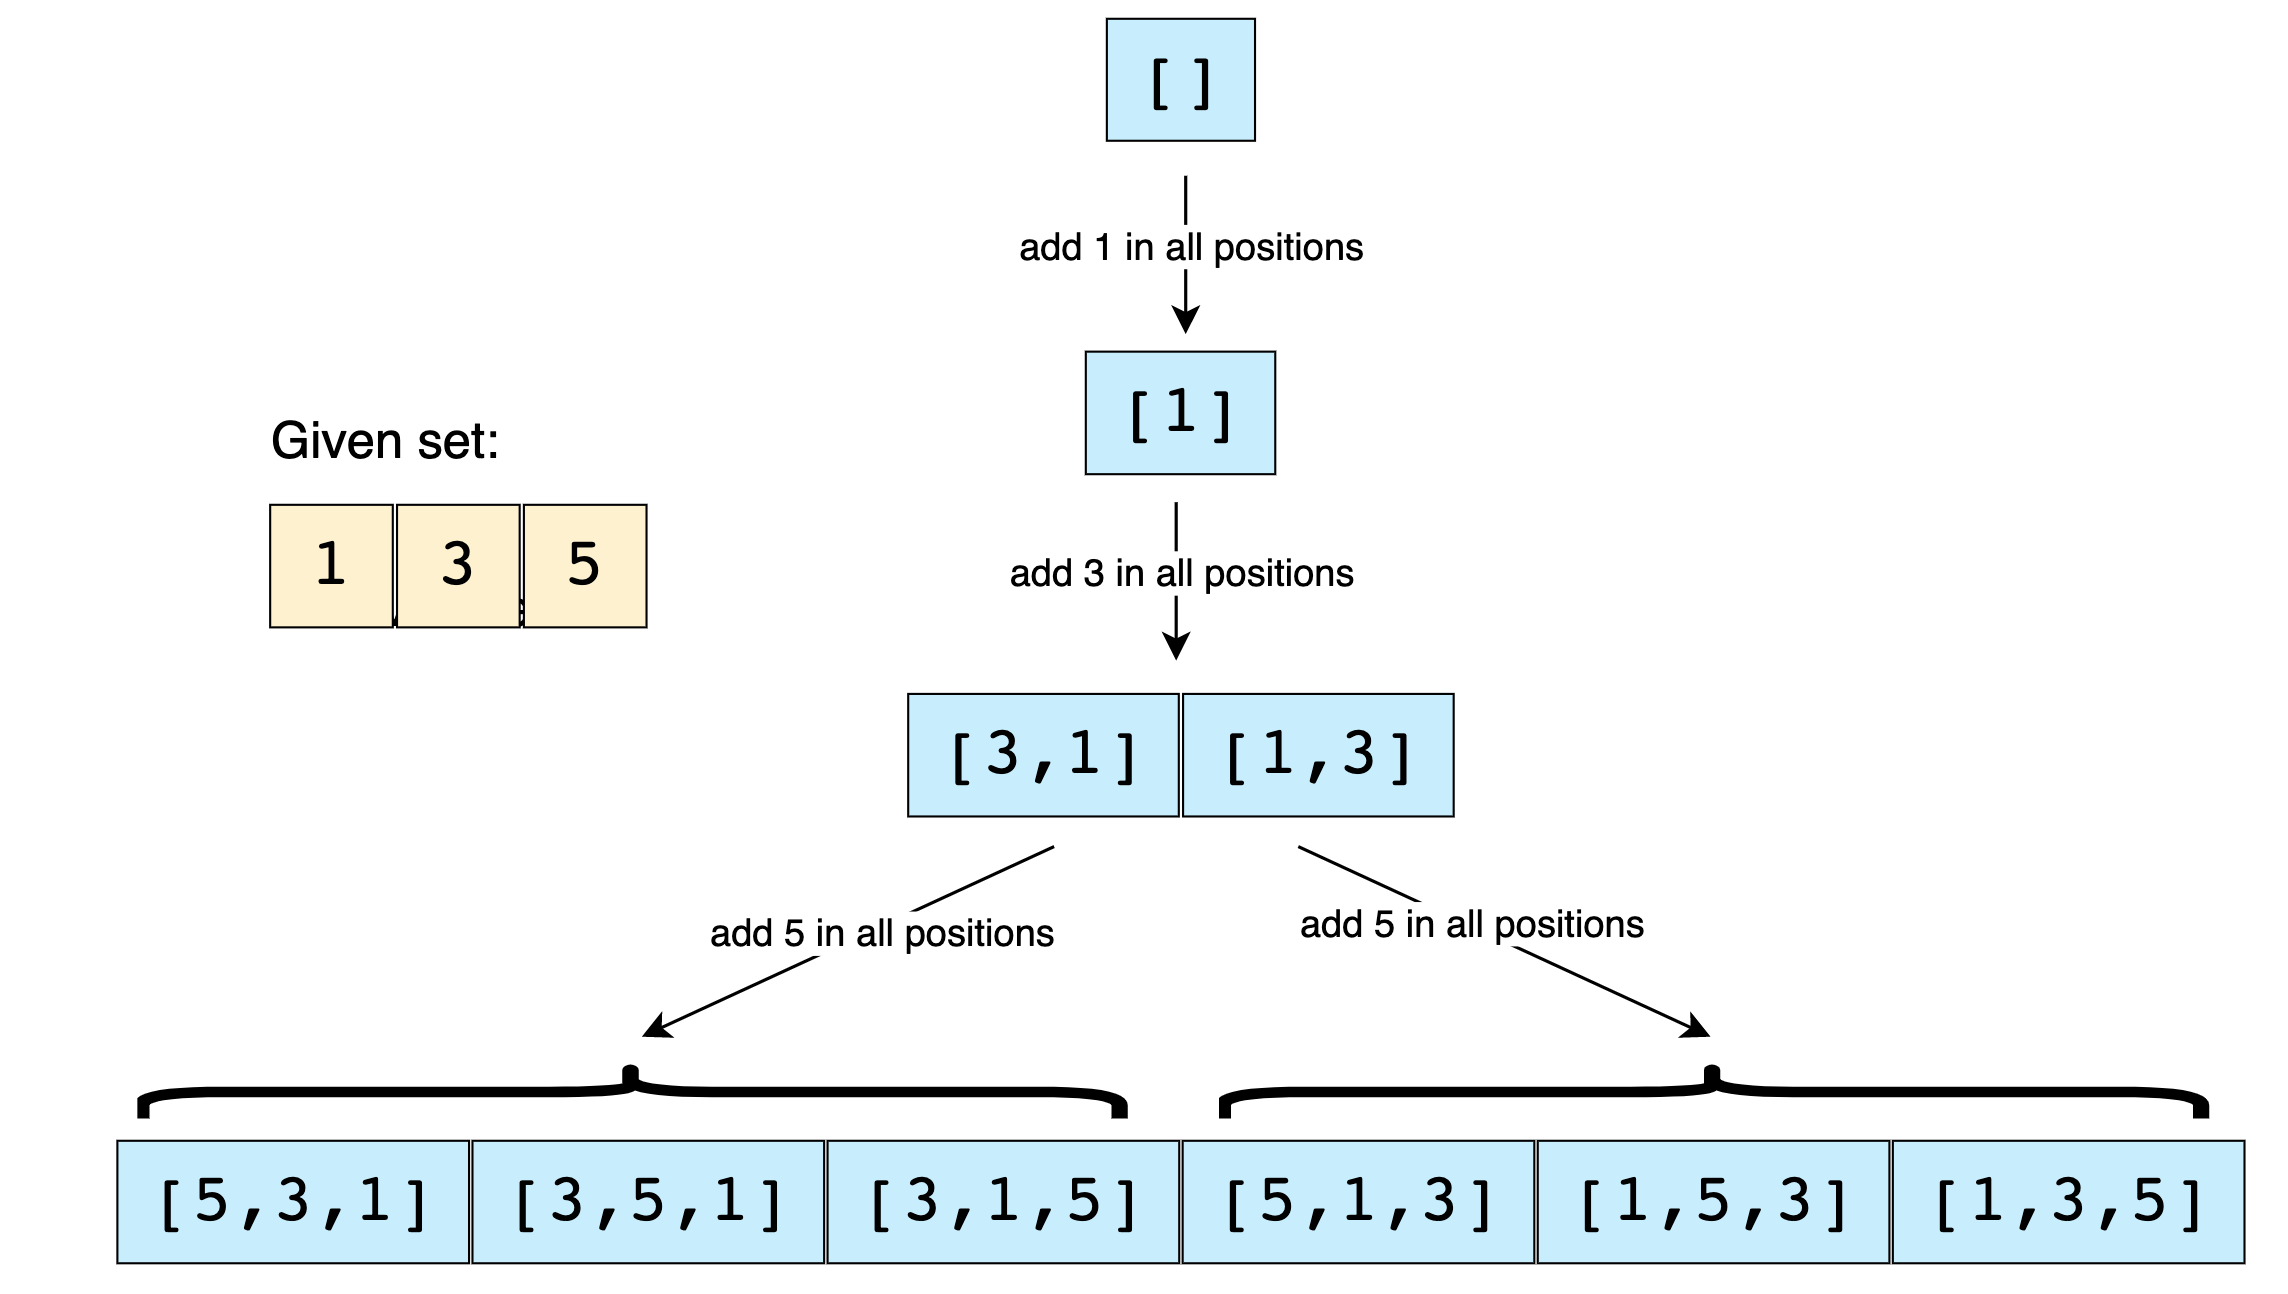 [ ]
add 1 in all positions
[1]
Given set:
1 3 5
add 3 in all positions
[3,1] [1,3]
add 5 in all positions
add 5 in all positions
[5,3,1] [3,5,1] [3,1,5] [5,1,3] [1,5,3] [1,3,5]